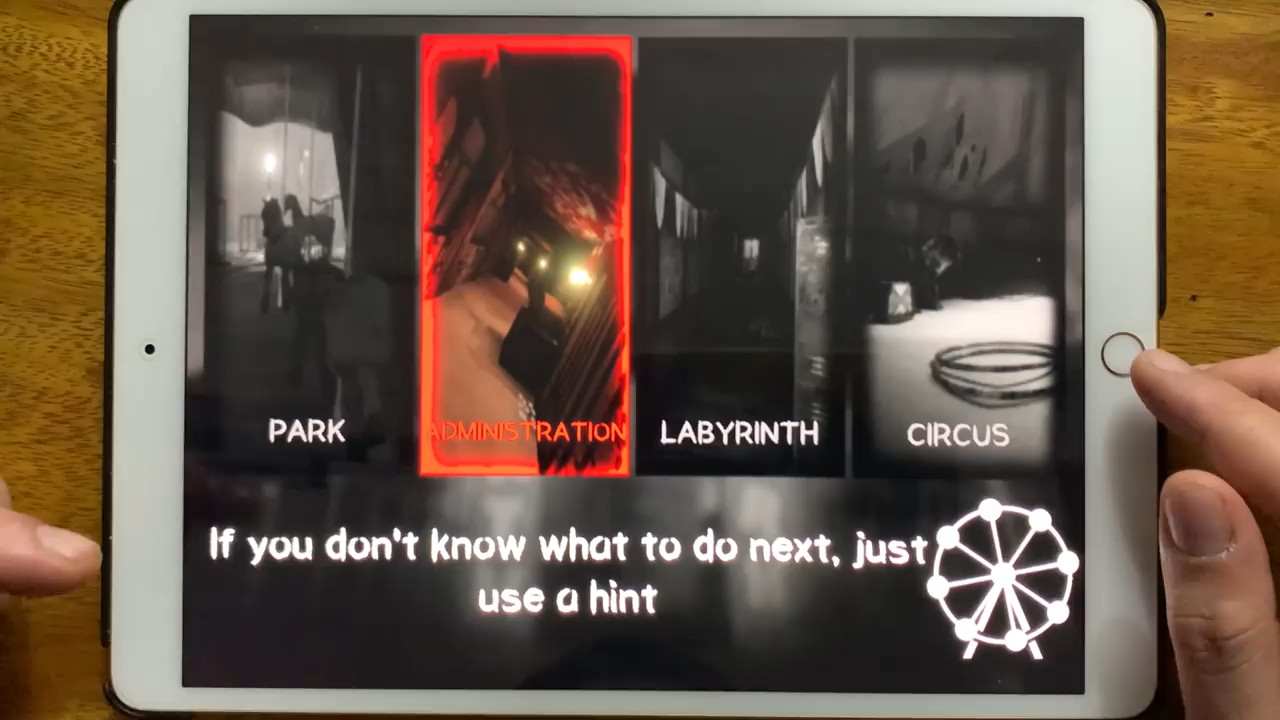 PARK
ADMINISTRATION
LABYRINTH
CIRCUS
If you don't know what to do next, just
use a hint